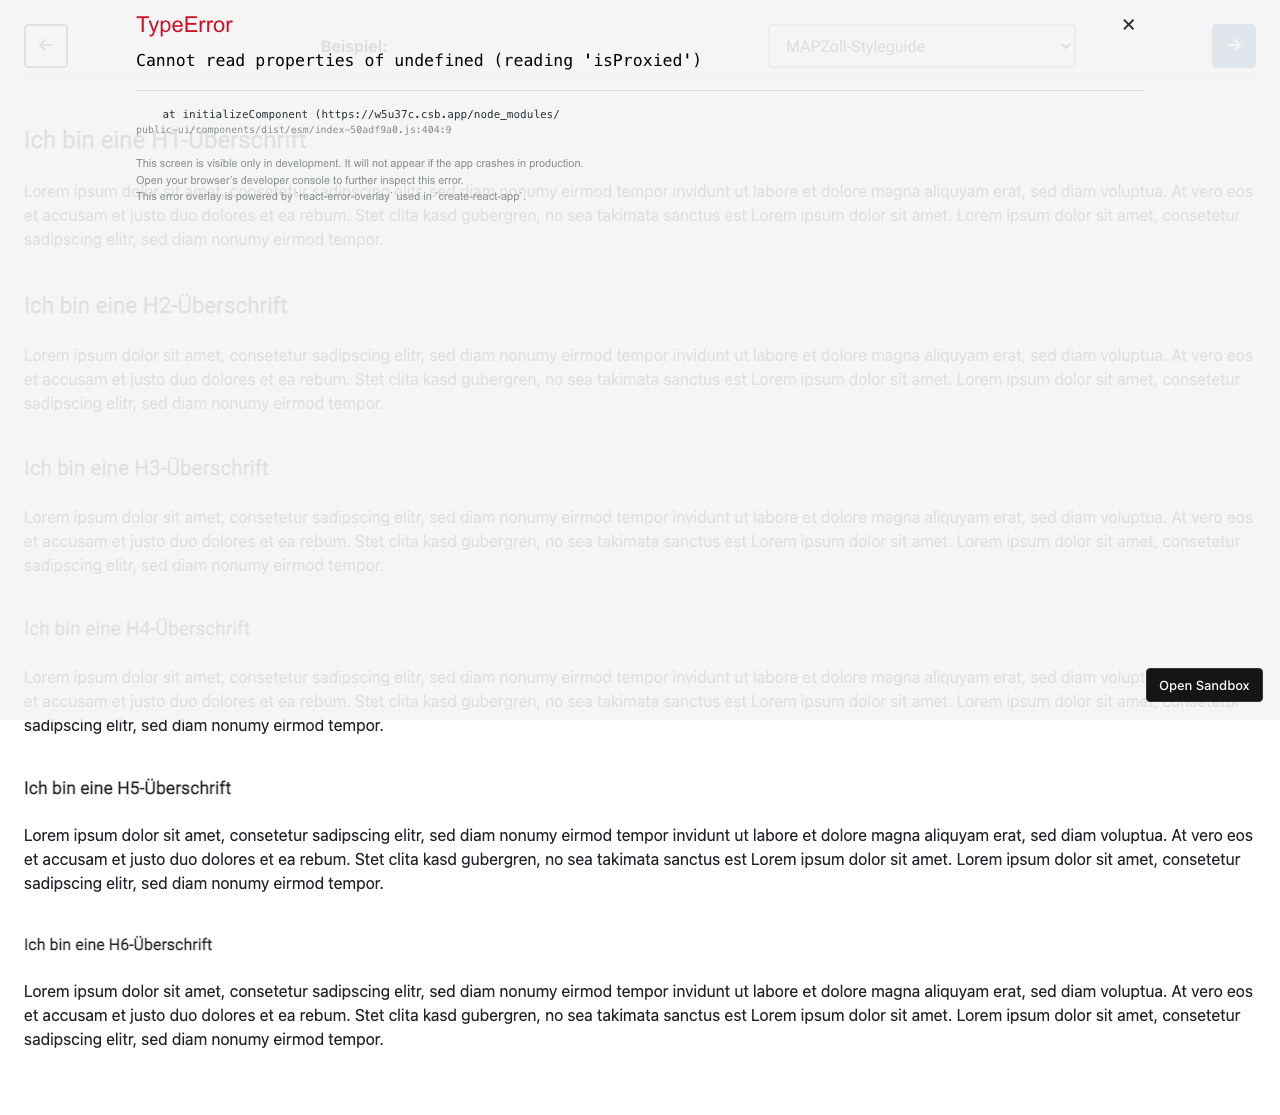 TypeError
Beispiel:
MAPZoll-Styleguide
Cannot read properties of undefined (reading 'isProxied')
at initializeComponent (https://w5u37c.csb.app/node_modules/
public-ui/components/dist/esm/index-50adf9a0.js:404:9
Ich bin eine H1-Überschrift
This screen is visible only in development. It will not appear if the app crashes in production.
Open your browser’s developer console to further inspect this error.
This error overlay is powered by `react-error-overlay` used in `create-react-app`.
Lorem ipsum dolor sit amet, consetetur sadipscing elitr, sed diam nonumy eirmod tempor invidunt ut labore et dolore magna aliquyam erat, sed diam voluptua. At vero eos
et accusam et justo duo dolores et ea rebum. Stet clita kasd gubergren, no sea takimata sanctus est Lorem ipsum dolor sit amet. Lorem ipsum dolor sit amet, consetetur
sadipscing elitr, sed diam nonumy eirmod tempor.
Ich bin eine H2-Überschrift
Lorem ipsum dolor sit amet, consetetur sadipscing elitr, sed diam nonumy eirmod tempor invidunt ut labore et dolore magna aliquyam erat, sed diam voluptua. At vero eos
et accusam et justo duo dolores et ea rebum. Stet clita kasd gubergren, no sea takimata sanctus est Lorem ipsum dolor sit amet. Lorem ipsum dolor sit amet, consetetur
sadipscing elitr, sed diam nonumy eirmod tempor.
Ich bin eine H3-Überschrift
Lorem ipsum dolor sit amet, consetetur sadipscing elitr, sed diam nonumy eirmod tempor invidunt ut labore et dolore magna aliquyam erat, sed diam voluptua. At vero eos
et accusam et justo duo dolores et ea rebum. Stet clita kasd gubergren, no sea takimata sanctus est Lorem ipsum dolor sit amet. Lorem ipsum dolor sit amet, consetetur
sadipscing elitr, sed diam nonumy eirmod tempor.
Ich bin eine H4-Überschrift
Lorem ipsum dolor sit amet, consetetur sadipscing elitr, sed diam nonumy eirmod tempor invidunt ut labore et dolore magna aliquyam erat, sed diam
Open Sandbox
et accusam et justo duo dolores et ea rebum. Stet clita kasd gubergren, no sea takimata sanctus est Lorem ipsum dolor sit amet. Lorem ipsum dolor sit amet, consetetur
sadipscing elitr, sed diam nonumy eirmod tempor.
Ich bin eine H5-Überschrift
Lorem ipsum dolor sit amet, consetetur sadipscing elitr, sed diam nonumy eirmod tempor invidunt ut labore et dolore magna aliquyam erat, sed diam voluptua. At vero eos
et accusam et justo duo dolores et ea rebum. Stet clita kasd gubergren, no sea takimata sanctus est Lorem ipsum dolor sit amet. Lorem ipsum dolor sit amet, consetetur
sadipscing elitr, sed diam nonumy eirmod tempor.
Ich bin eine H6-Überschrift
Lorem ipsum dolor sit amet, consetetur sadipscing elitr, sed diam nonumy eirmod tempor invidunt ut labore et dolore magna aliquyam erat, sed diam voluptua. At vero eos
et accusam et justo duo dolores et ea rebum. Stet clita kasd gubergren, no sea takimata sanctus est Lorem ipsum dolor sit amet. Lorem ipsum dolor sit amet, consetetur
sadipscing elitr, sed diam nonumy eirmod tempor.